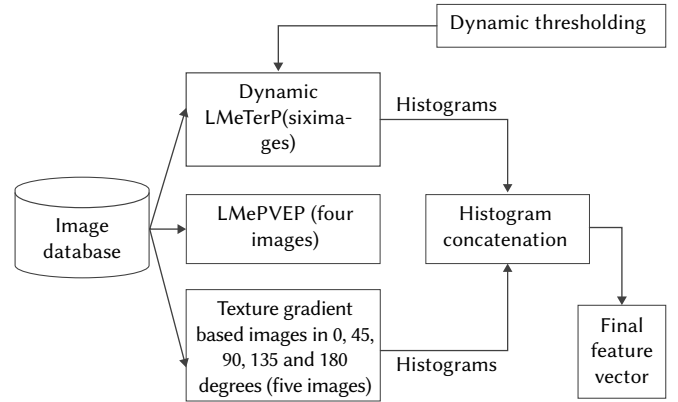 Dynamic thresholding
Dynamic
LMeTerP(sixima-
ges)
Histograms
Image
database
LMePVEP (four
images)
Histogram
concatenation
Texture gradient
based images in 0, 45,
90, 135 and 180
degrees (five images)
Histograms
Final
feature
vector